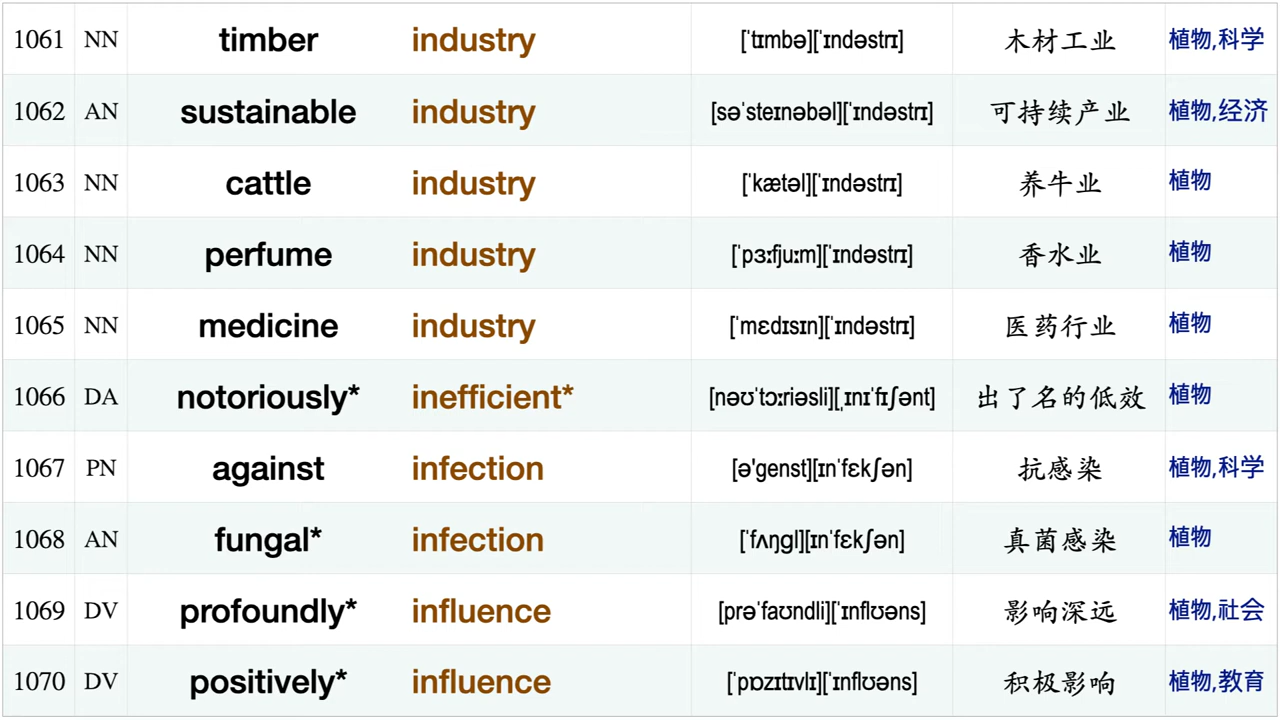 1061 NN timber industry [ˈtɪmbə][ˈɪndəstrɪ] 木材工业 植物,科学
1062 AN sustainable industry [səˈsteɪnəbəl][ˈɪndəstrɪ] 可持续产业 植物,经济
1063 NN cattle industry [ˈkætəl][ˈɪndəstrɪ] 养牛业 植物
1064 NN perfume industry [ˈpɜːfjuːm][ˈɪndəstrɪ] 香水业 植物
1065 NN medicine industry [ˈmɛdɪsɪn][ˈɪndəstrɪ] 医药行业 植物
1066 DA notoriously* inefficient* [nəʊˈtɔːriəsli][ˌɪnɪˈfɪʃənt] 出了名的低效 植物
1067 PN against infection [ə'genst][ɪnˈfɛkʃən] 抗感染 植物,科学
1068 AN fungal* infection [ˈfʌŋgl][ɪnˈfɛkʃən] 真菌感染 植物
1069 DV profoundly* influence [prəˈfaʊndli][ˈɪnflʊəns] 影响深远 植物,社会
1070 DV positively* influence [ˈpɒzɪtɪvlɪ][ˈɪnflʊəns] 积极影响 植物,教育